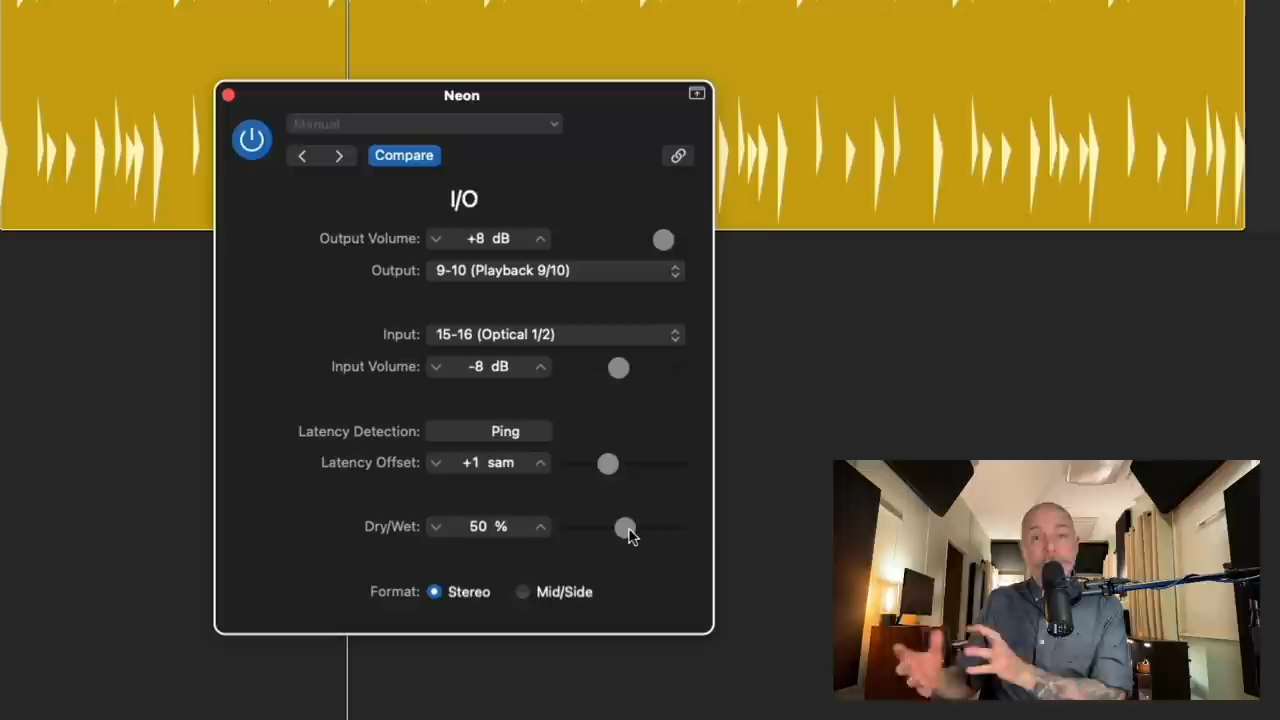 Neon
Manual
Compare
I/O
Output Volume: +8 dB
Output: 9-10 (Playback 9/10)
Input: 15-16 (Optical 1/2)
Input Volume: -8 dB
Latency Detection: Ping
Latency Offset: +1 sam
Dry/Wet: 50 %
Format: Stereo Mid/Side